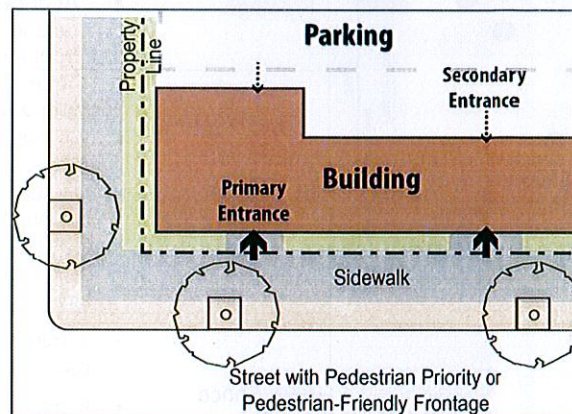 Parking
Property
Line
Secondary
Entrance
Building
Primary
Entrance
Sidewalk
Street with Pedestrian Priority or
Pedestrian-Friendly Frontage